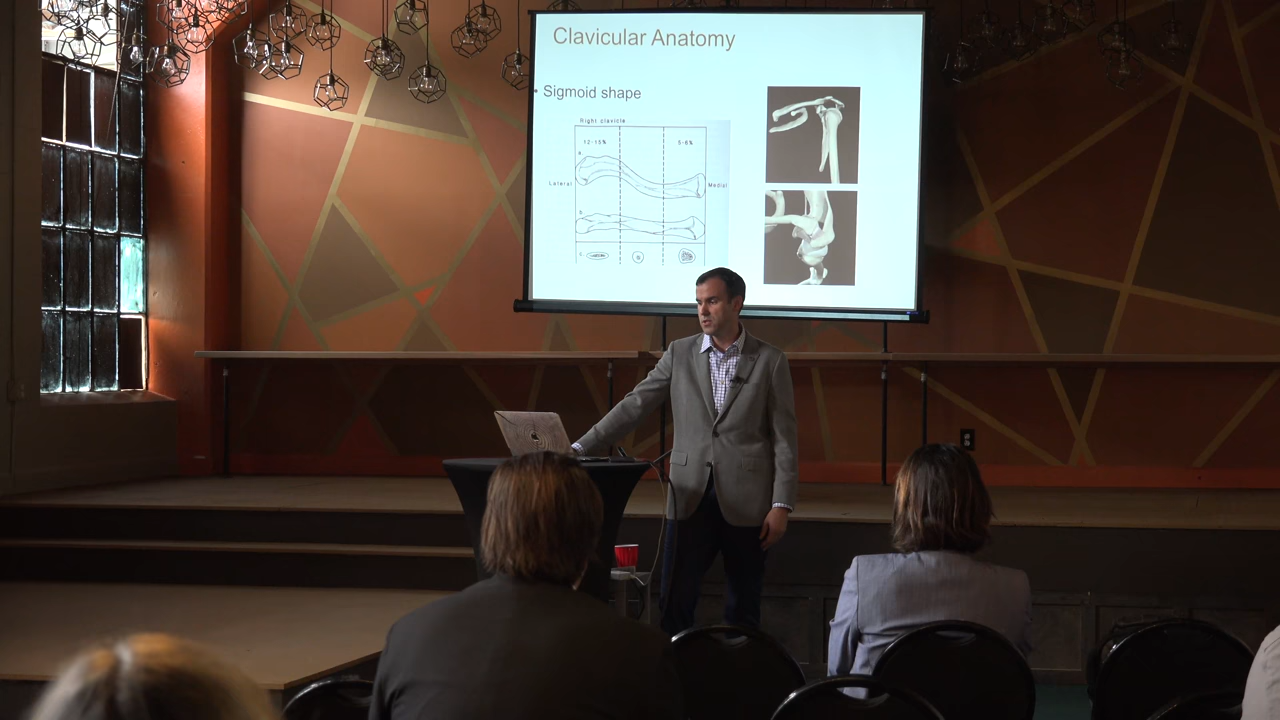 Clavicular Anatomy
Sigmoid shape
Right clavicle
12-15% 5-6%
Lateral Medial